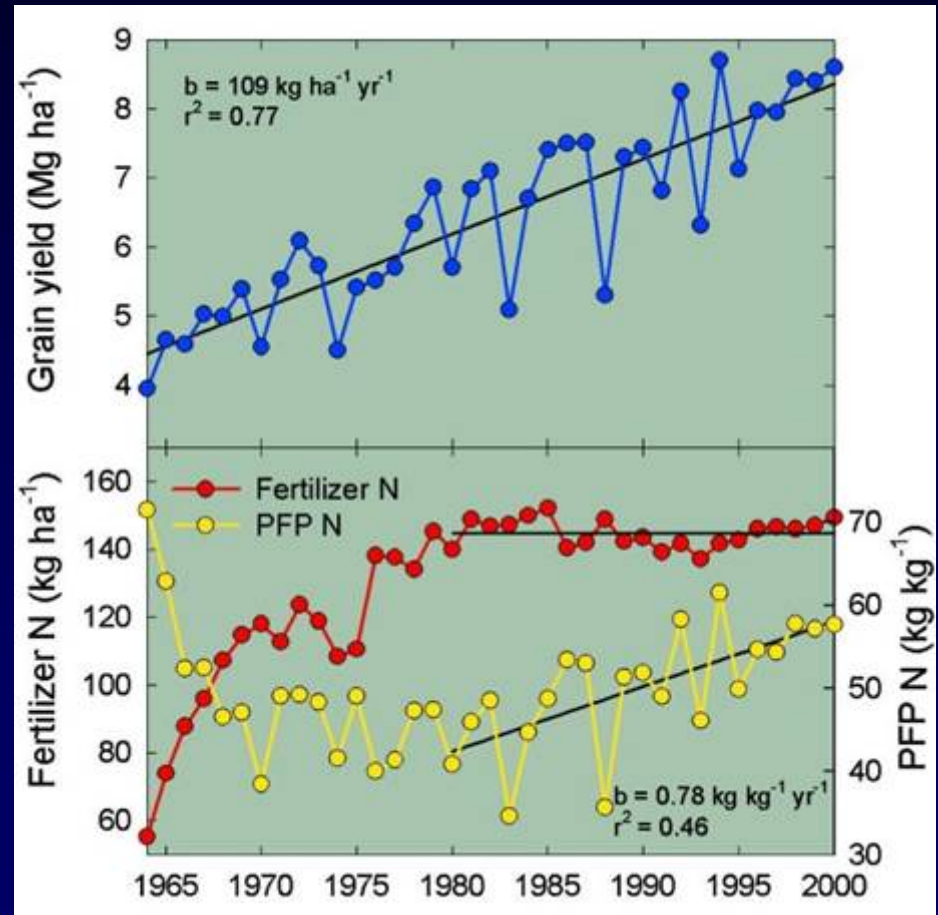 Grain yield (Mg ha⁻¹)
9
8
7
6
5
4
b = 109 kg ha⁻¹ yr⁻¹
r² = 0.77
Fertilizer N (kg ha⁻¹)
160
140
120
100
80
60
Fertilizer N
PFP N
b = 0.78 kg kg⁻¹ yr⁻¹
r² = 0.46
70
60
50
40
30
PFP N (kg kg⁻¹)
1965 1970 1975 1980 1985 1990 1995 2000